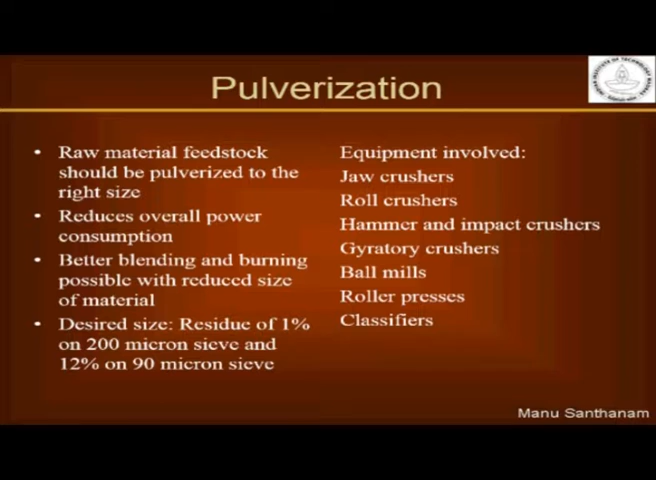 Pulverization
• Raw material feedstock
should be pulverized to the
right size
• Reduces overall power
consumption
• Better blending and burning
possible with reduced size
of material
• Desired size: Residue of 1%
on 200 micron sieve and
12% on 90 micron sieve
Equipment involved:
Jaw crushers
Roll crushers
Hammer and impact crushers
Gyratory crushers
Ball mills
Roller presses
Classifiers
Manu Santhanam